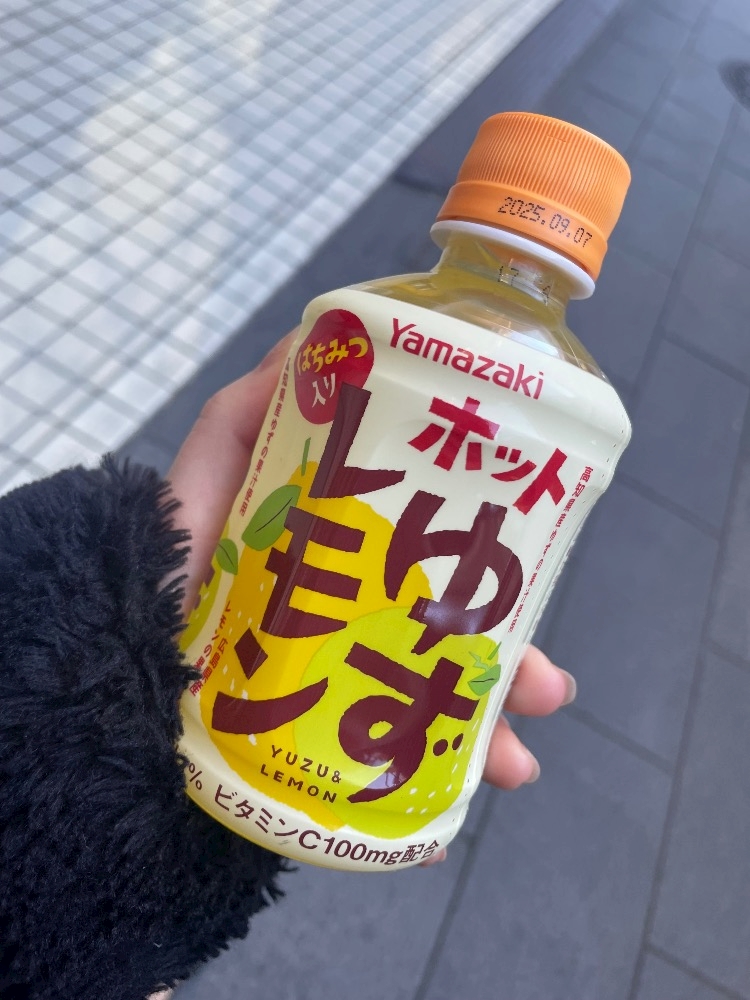 2025.09.07
Yamazaki
はちみつ
入り
ホット
ゆず
レモン
YUZU&
LEMON
% ビタミンC100mg配合